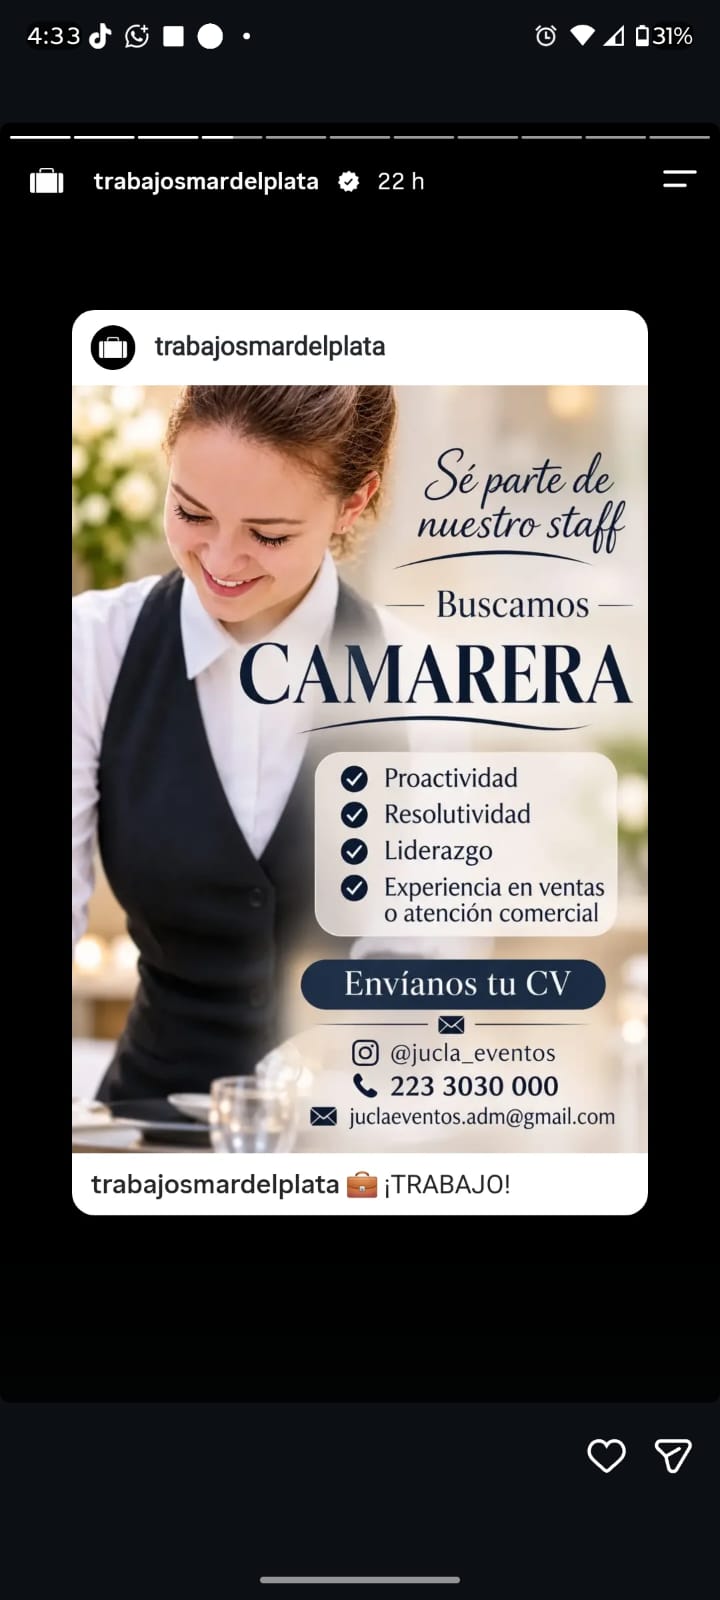 4:33
31%
trabajosmardelplata 22 h
trabajosmardelplata
Sé parte de
nuestro staff
Buscamos
CAMARERA
Proactividad
Resolutividad
Liderazgo
Experiencia en ventas
o atención comercial
Envíanos tu CV
@jucla_eventos
223 3030 000
juclaeventos.adm@gmail.com
trabajosmardelplata 💼 ¡TRABAJO!